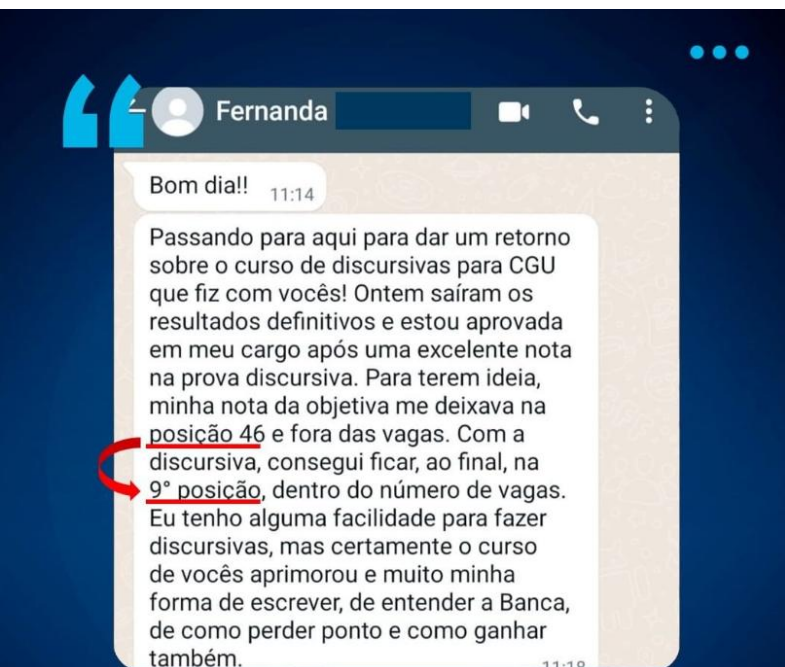 Fernanda
Bom dia!!
11:14
Passando para aqui para dar um retorno
sobre o curso de discursivas para CGU
que fiz com vocês! Ontem saíram os
resultados definitivos e estou aprovada
em meu cargo após uma excelente nota
na prova discursiva. Para terem ideia,
minha nota da objetiva me deixava na
posição 46 e fora das vagas. Com a
discursiva, consegui ficar, ao final, na
9° posição, dentro do número de vagas.
Eu tenho alguma facilidade para fazer
discursivas, mas certamente o curso
de vocês aprimorou e muito minha
forma de escrever, de entender a Banca,
de como perder ponto e como ganhar
também.
11:18